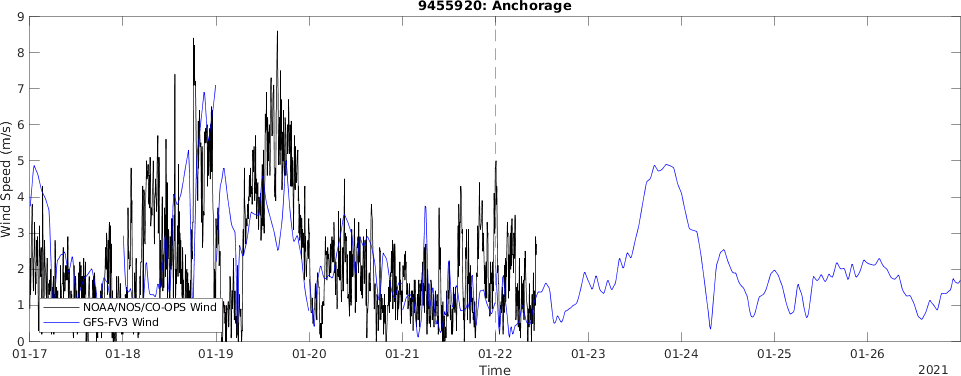 9455920: Anchorage
Wind Speed (m/s)
9
8
7
6
5
4
3
2
1
0
NOAA/NOS/CO-OPS Wind
GFS-FV3 Wind
01-17 01-18 01-19 01-20 01-21 01-22 01-23 01-24 01-25 01-26
Time
2021